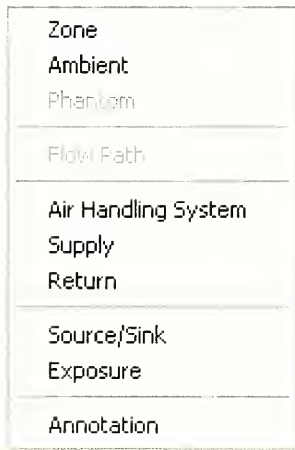 Zone
Ambient
Phantom
Flow Path
Air Handling System
Supply
Return
Source/Sink
Exposure
Annotation